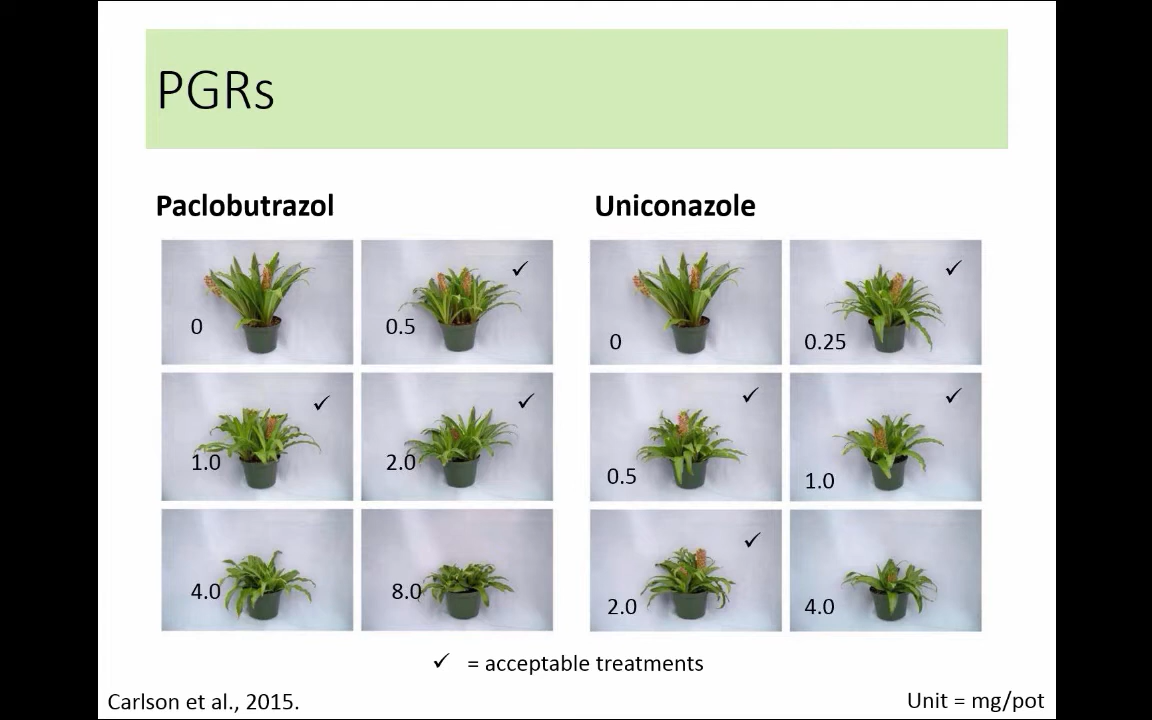 PGRs
Paclobutrazol
Uniconazole
0
0.5 ✓
0
0.25 ✓
1.0 ✓
2.0 ✓
0.5 ✓
1.0 ✓
4.0
8.0
2.0 ✓
4.0
✓ = acceptable treatments
Carlson et al., 2015.
Unit = mg/pot